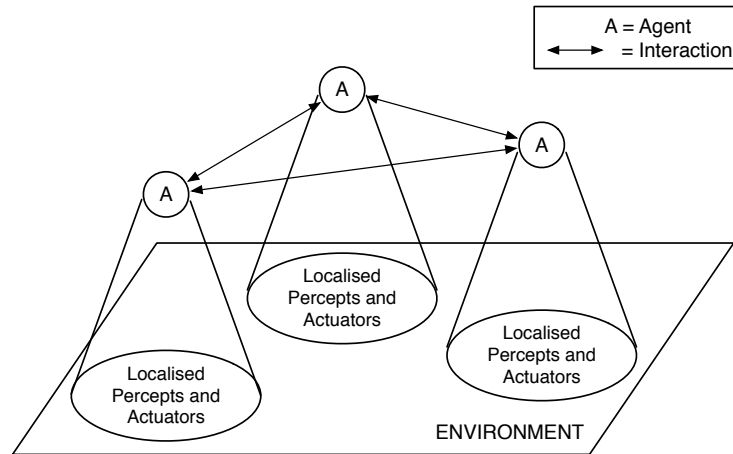 A = Agent
= Interaction
A
A
A
Localised
Percepts and
Actuators
Localised
Percepts and
Actuators
Localised
Percepts and
Actuators
ENVIRONMENT